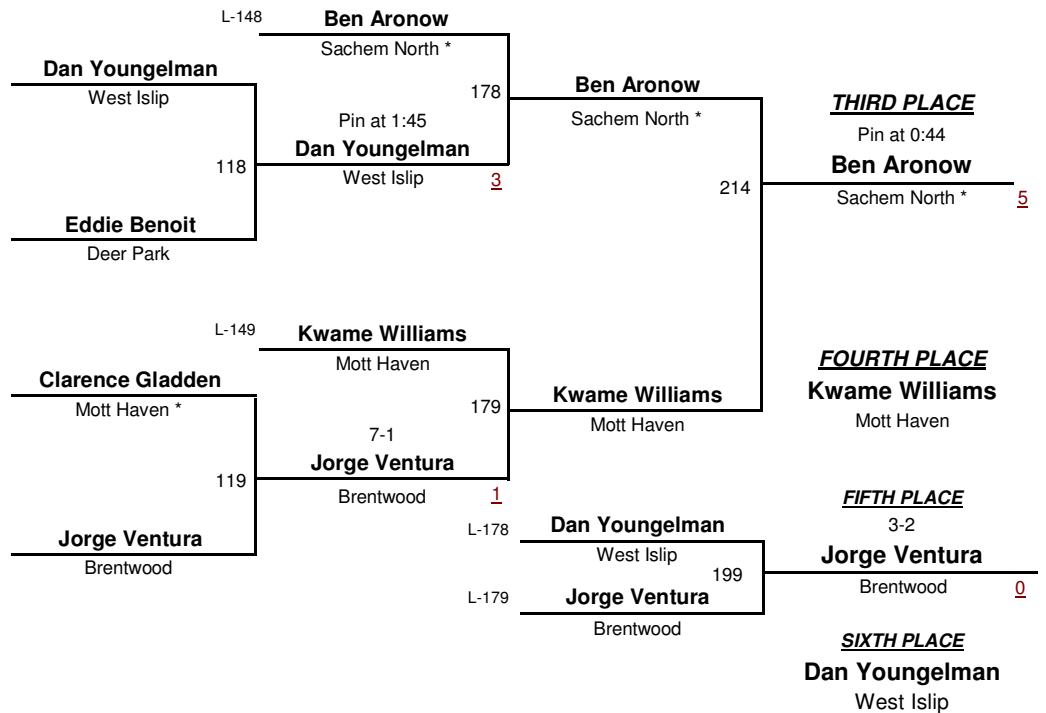 L-148
Ben Aronow
Sachem North *
Dan Youngelman
West Islip
178
Ben Aronow
Sachem North *
THIRD PLACE
Pin at 1:45
Pin at 0:44
118
Dan Youngelman
West Islip
3
214
Ben Aronow
Sachem North *
5
Eddie Benoit
Deer Park
L-149
Kwame Williams
Mott Haven
FOURTH PLACE
Kwame Williams
Mott Haven
Clarence Gladden
Mott Haven *
179
Kwame Williams
Mott Haven
7-1
119
Jorge Ventura
Brentwood
1
FIFTH PLACE
3-2
L-178
Dan Youngelman
West Islip
Jorge Ventura
Brentwood
199
Jorge Ventura
Brentwood
0
L-179
Jorge Ventura
Brentwood
SIXTH PLACE
Dan Youngelman
West Islip